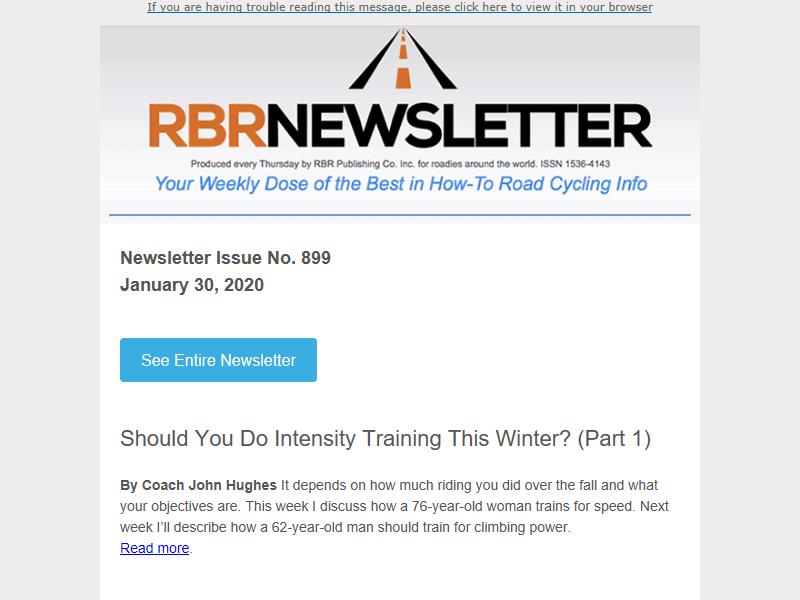 If you are having trouble reading this message, please click here to view it in your browser
RBRNEWSLETTER
Produced every Thursday by RBR Publishing Co. Inc. for roadies around the world. ISSN 1536-4143
Your Weekly Dose of the Best in How-To Road Cycling Info
Newsletter Issue No. 899
January 30, 2020
See Entire Newsletter
Should You Do Intensity Training This Winter? (Part 1)
By Coach John Hughes It depends on how much riding you did over the fall and what
your objectives are. This week I discuss how a 76-year-old woman trains for speed. Next
week I’ll describe how a 62-year-old man should train for climbing power.
Read more.